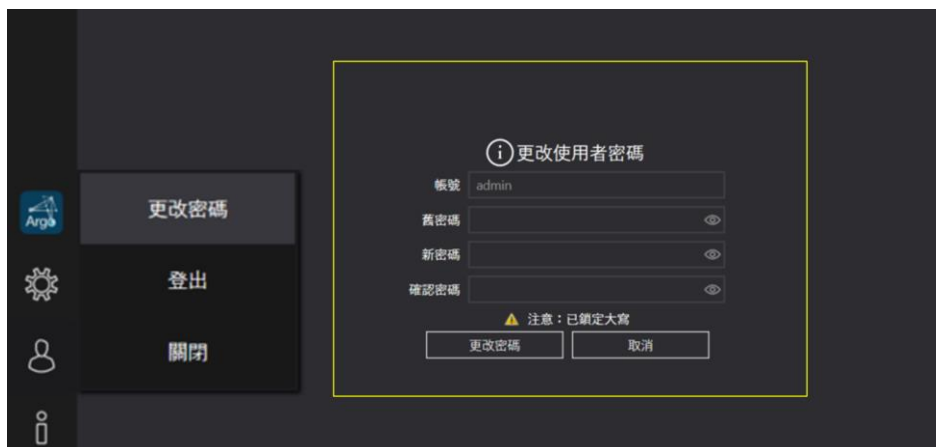 Argo
更改密碼
登出
關閉
更改使用者密碼
帳號 admin
舊密碼
新密碼
確認密碼
注意：已鎖定大寫
更改密碼 取消